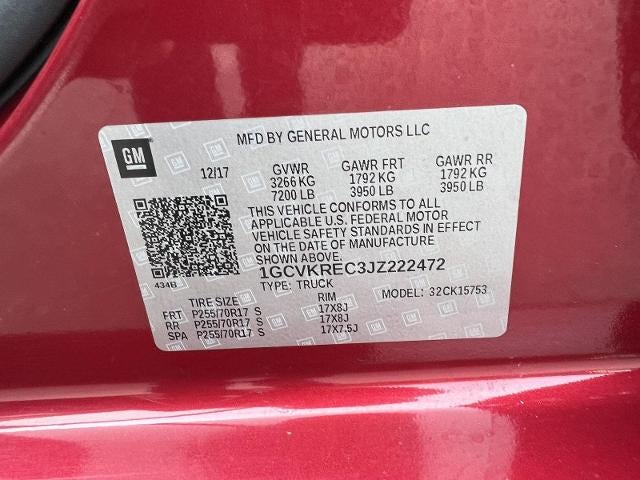 GM
MFD BY GENERAL MOTORS LLC
12/17 GVWR GAWR FRT GAWR RR
3266 KG 1792 KG 1792 KG
7200 LB 3950 LB 3950 LB
THIS VEHICLE CONFORMS TO ALL
APPLICABLE U.S. FEDERAL MOTOR
VEHICLE SAFETY STANDARDS IN EFFECT
ON THE DATE OF MANUFACTURE
1GCVKREC3JZ222472
434B TYPE: TRUCK MODEL: 32CK15753
TIRE SIZE RIM
FRT P255/70R17 S 17X8J
RR P255/70R17 S 17X8J
SPA P255/70R17 S 17X7.5J